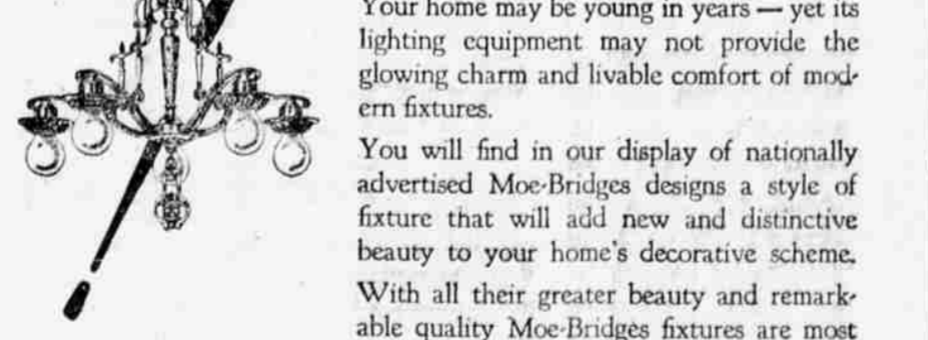 Your home may be young in years — yet its
lighting equipment may not provide the
glowing charm and livable comfort of mod-
ern fixtures.
You will find in our display of nationally
advertised Moe-Bridges designs a style of
fixture that will add new and distinctive
beauty to your home's decorative scheme.
With all their greater beauty and remark-
able quality Moe-Bridges fixtures are most